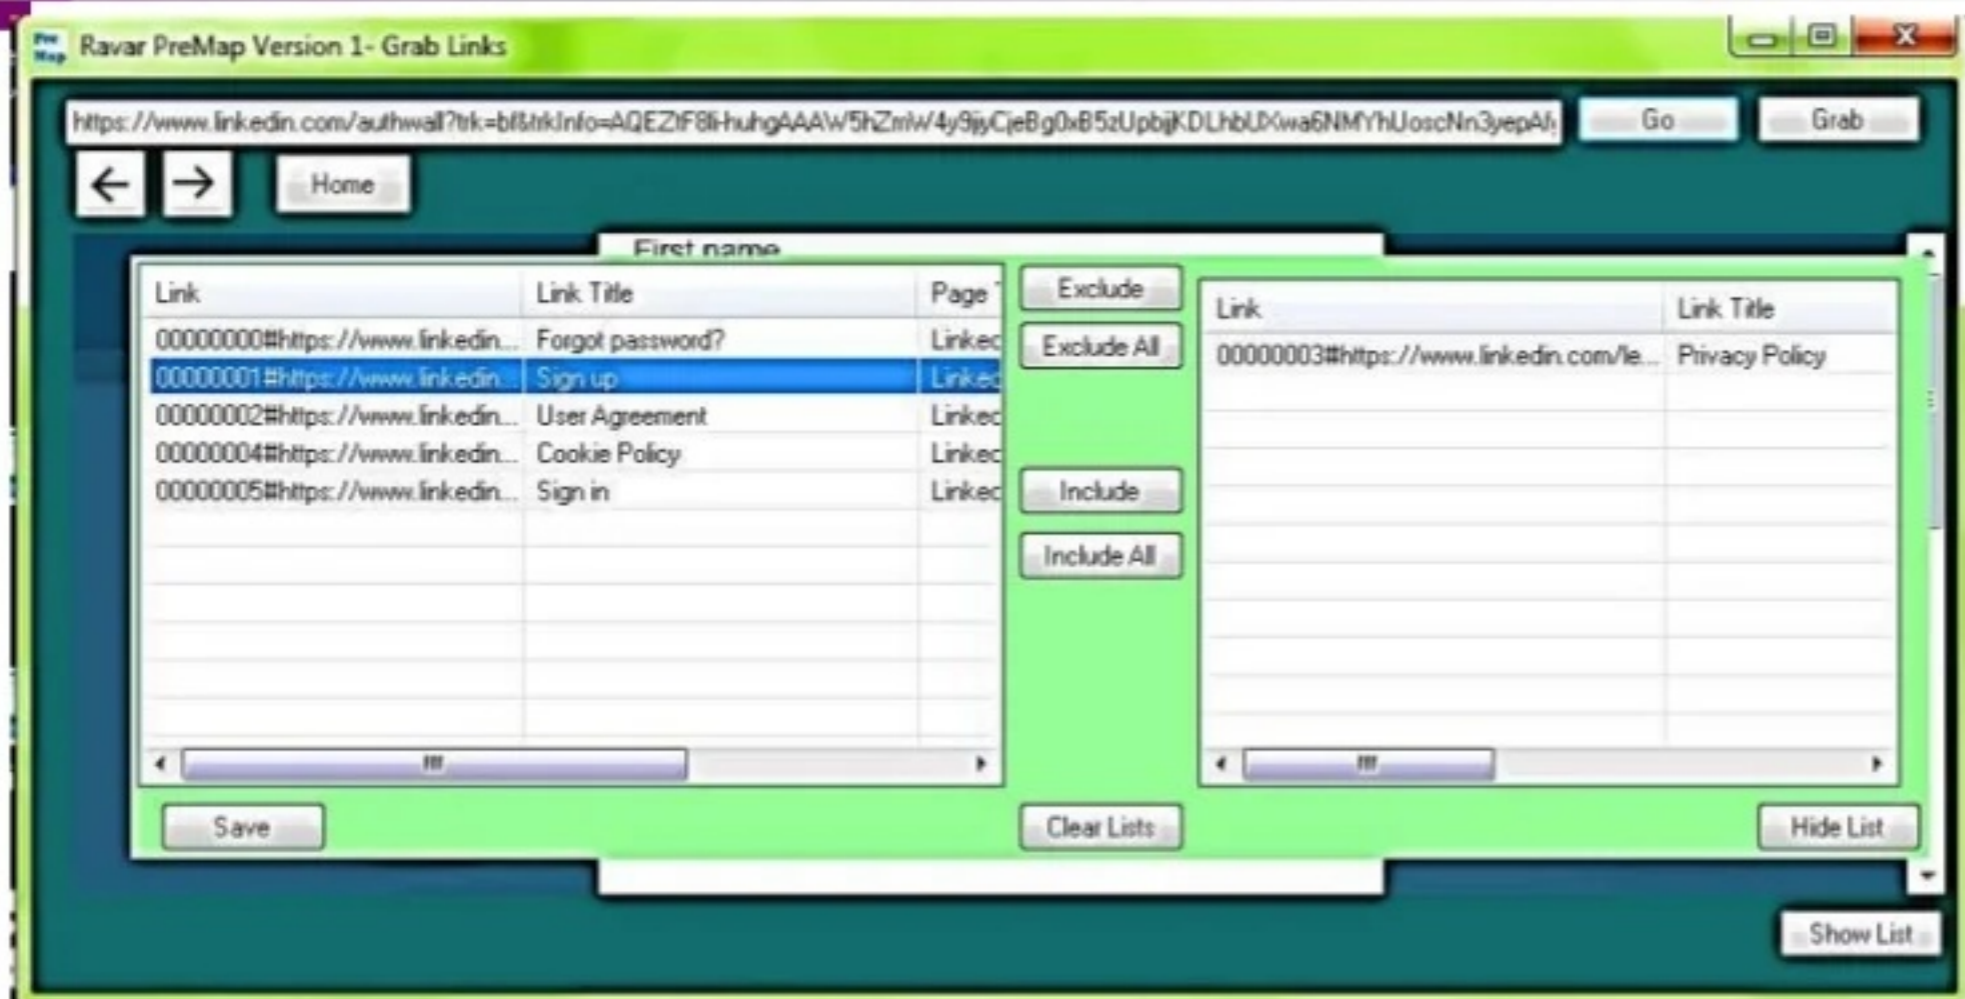 Pre Map Ravar PreMap Version 1- Grab Links
Go Grab
Home
First name
Link Link Title Page
00000000#https://www.linkedin... Forgot password? Linked
00000001#https://www.linkedin... Sign up Linked
00000002#https://www.linkedin... User Agreement Linked
00000004#https://www.linkedin... Cookie Policy Linked
00000005#https://www.linkedin... Sign in Linked
Exclude
Exclude All
Include
Include All
Link Link Title
00000003#https://www.linkedin.com/le... Privacy Policy
Save Clear Lists Hide List
Show List